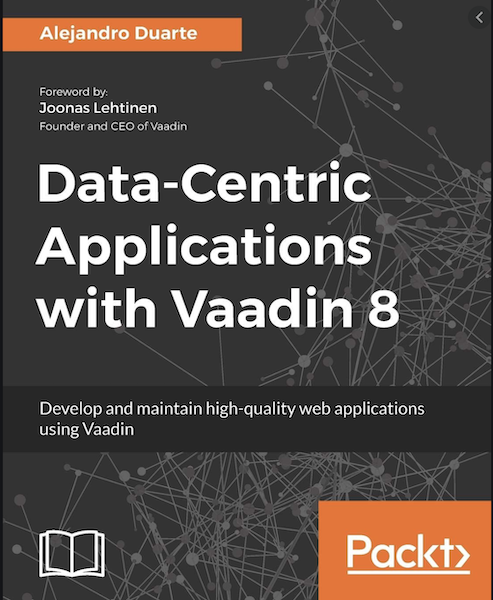 Alejandro Duarte
Foreword by:
Joonas Lehtinen
Founder and CEO of Vaadin
Data-Centric
Applications
with Vaadin 8
Develop and maintain high-quality web applications
using Vaadin
Packt>